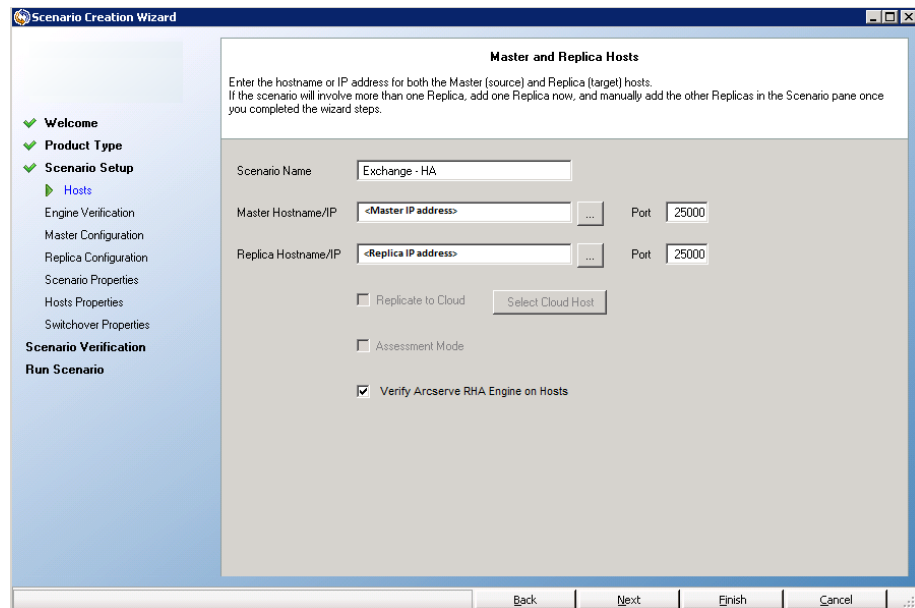 Scenario Creation Wizard
Master and Replica Hosts
Enter the hostname or IP address for both the Master (source) and Replica (target) hosts.
If the scenario will involve more than one Replica, add one Replica now, and manually add the other Replicas in the Scenario pane once
you completed the wizard steps.
Welcome
Product Type
Scenario Setup
Hosts
Engine Verification
Master Configuration
Replica Configuration
Scenario Properties
Hosts Properties
Switchover Properties
Scenario Verification
Run Scenario
Scenario Name Exchange - HA
Master Hostname/IP <Master IP address> ... Port 25000
Replica Hostname/IP <Replica IP address> ... Port 25000
Replicate to Cloud Select Cloud Host
Assessment Mode
Verify Arcserve RHA Engine on Hosts
Back Next Finish Cancel